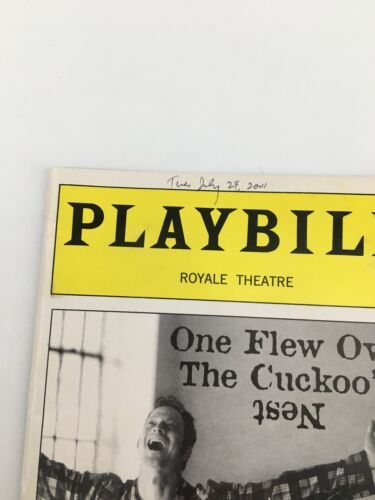 Tue July 24, 2001
PLAYBIL
ROYALE THEATRE
One Flew Ov
The Cuckoo'
Nest